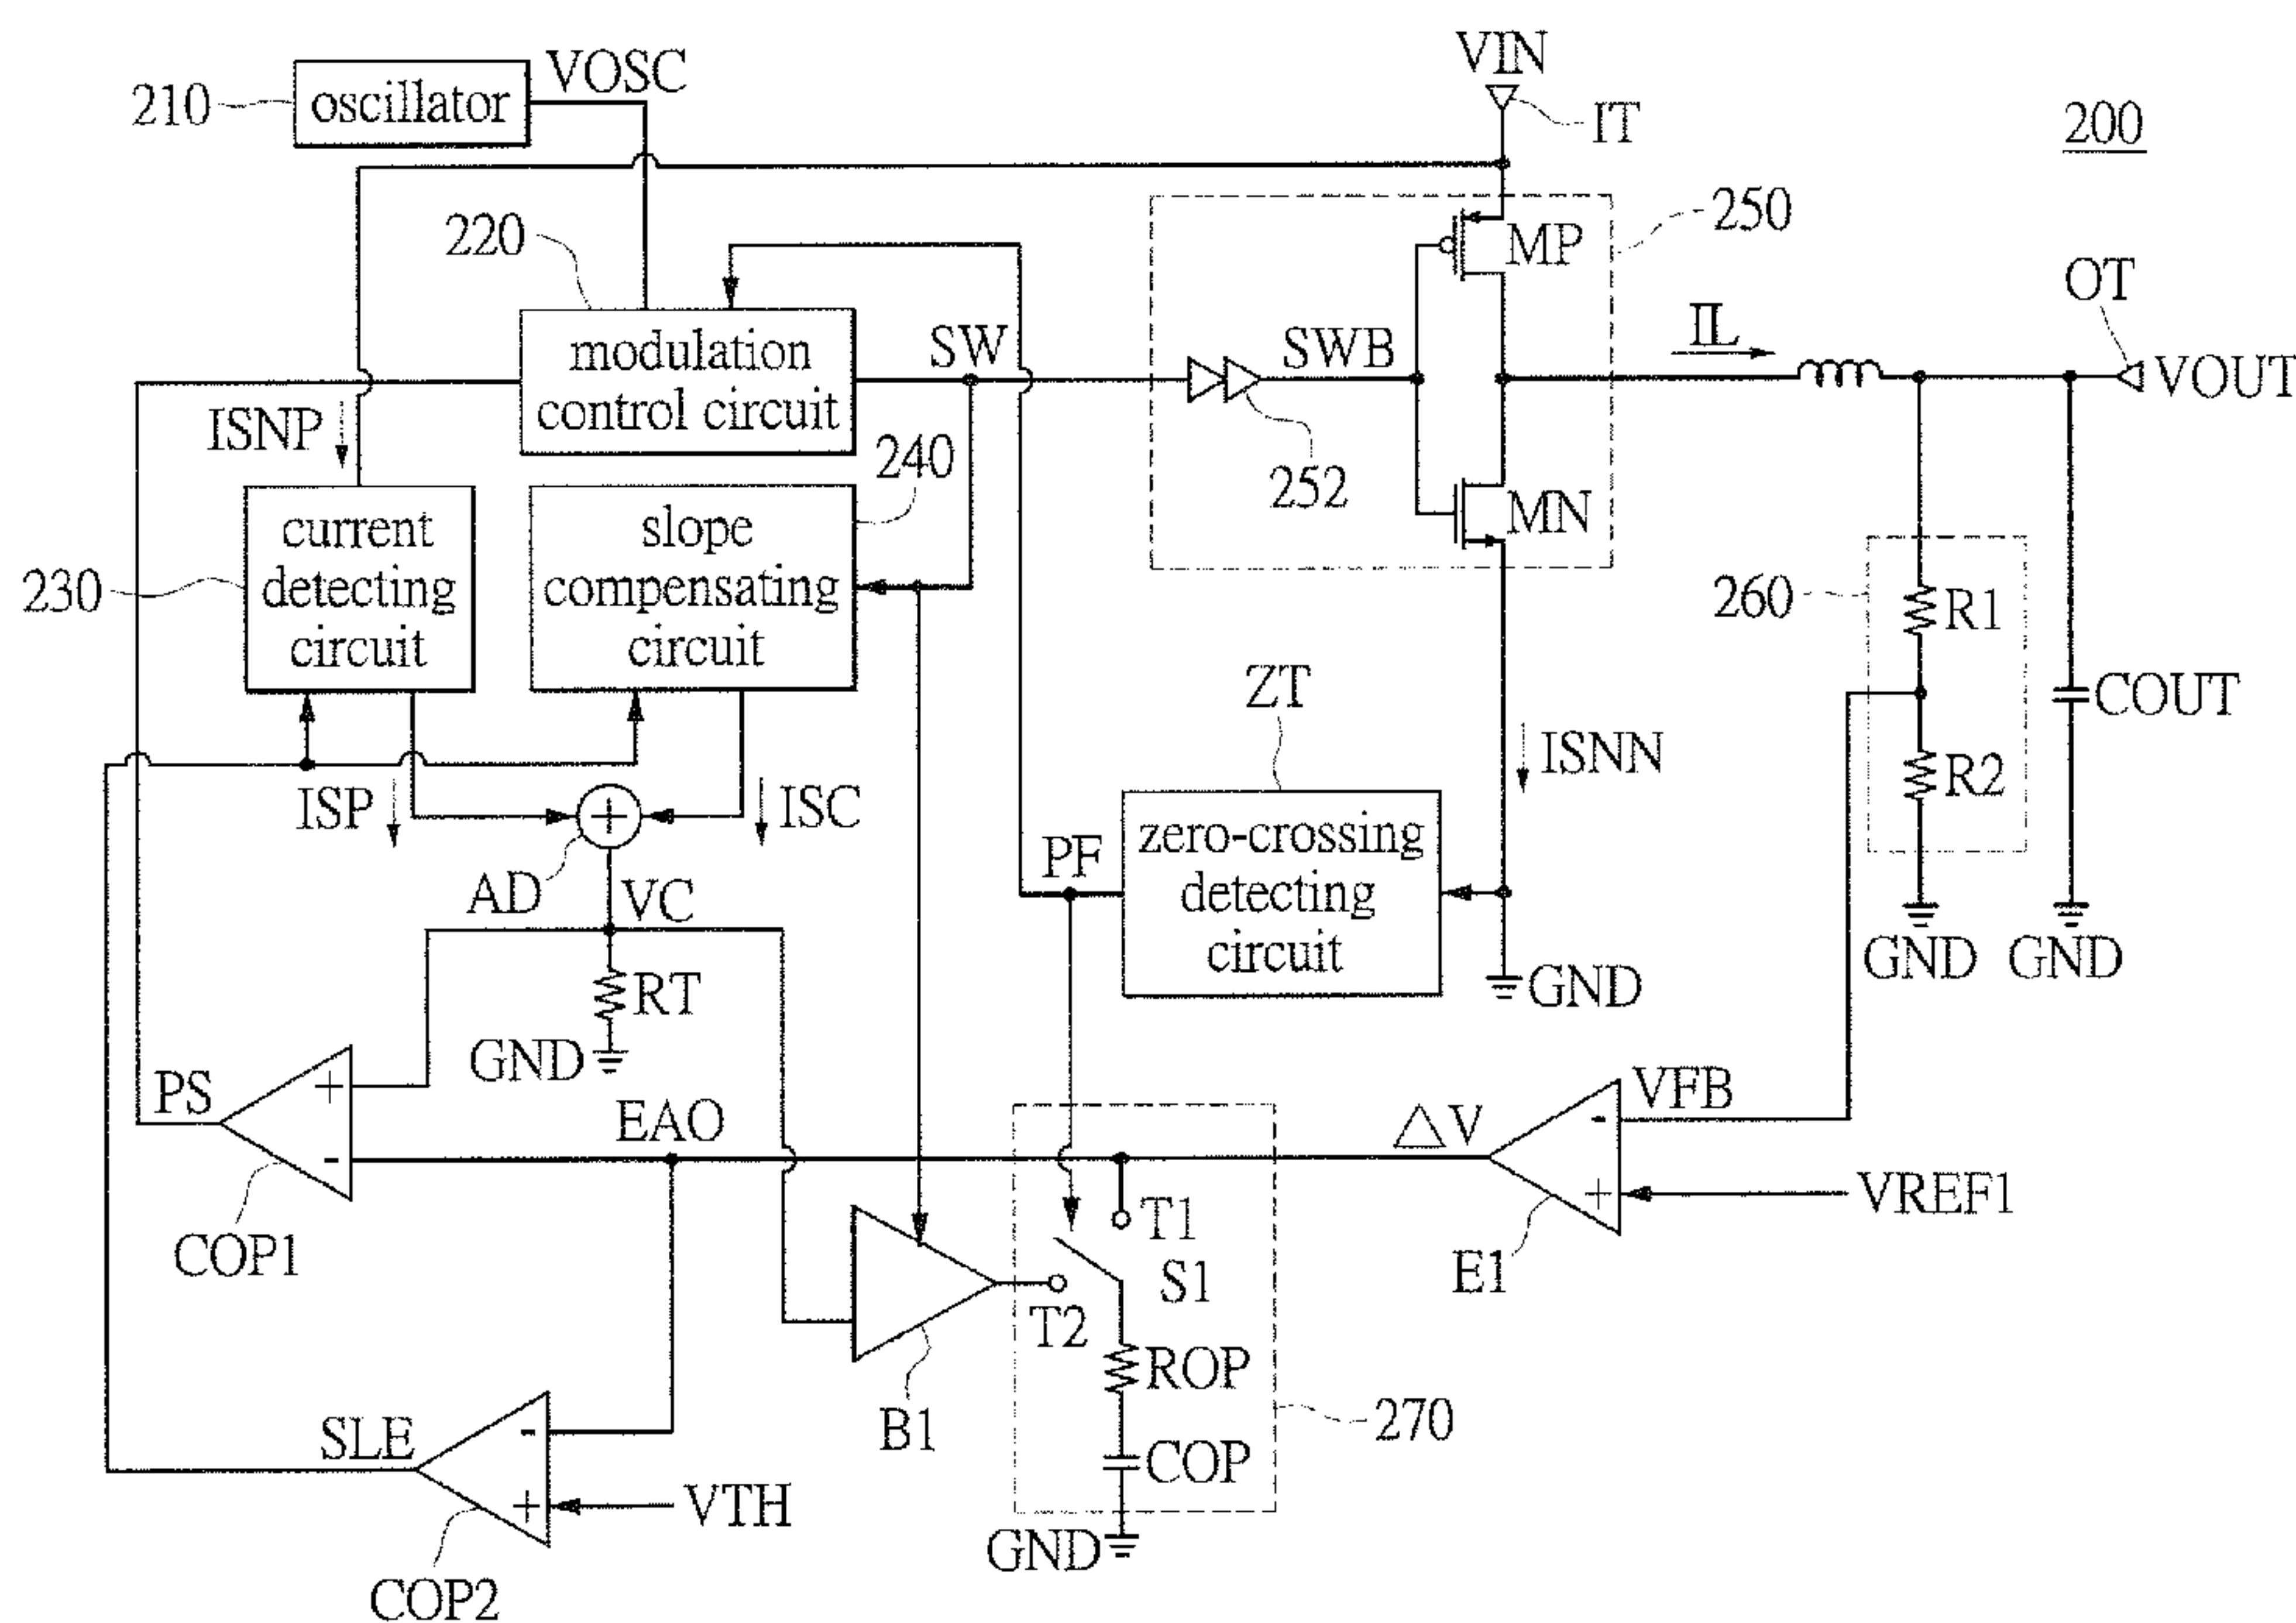 VIN
VOSC
210
oscillator
IT
200
220
MP
250
OT
modulation
control circuit
SW
SWB
IL
VOUT
ISNP
240
252
MN
current
detecting
circuit
230
slope
compensating
circuit
260
R1
ZT
COUT
ISNN
R2
ISP
ISC
AD
VC
PF
zero-crossing
detecting
circuit
GND
GND
GND
RT
GND
PS
+
-
EAO
△V
VFB
-
+
VREF1
COP1
T1
S1
T2
E1
ROP
B1
270
SLE
-
+
VTH
COP
GND
COP2
+